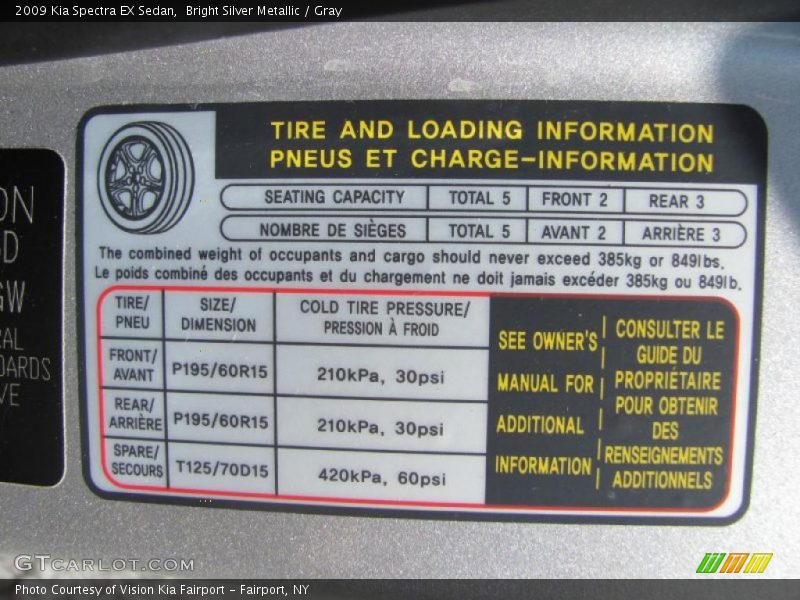 2009 Kia Spectra EX Sedan,  Bright Silver Metallic / Gray
TIRE AND LOADING INFORMATION
PNEUS ET CHARGE-INFORMATION
SEATING CAPACITY TOTAL 5 FRONT 2 REAR 3
NOMBRE DE SIÈGES TOTAL 5 AVANT 2 ARRIÈRE 3
The combined weight of occupants and cargo should never exceed 385kg or 849lbs.
Le poids combiné des occupants et du chargement ne doit jamais excéder 385kg ou 849lb.
TIRE/
PNEU
SIZE/
DIMENSION
COLD TIRE PRESSURE/
PRESSION À FROID
FRONT/
AVANT
P195/60R15
210kPa, 30psi
REAR/
ARRIÈRE
P195/60R15
210kPa, 30psi
SPARE/
SECOURS
T125/70D15
420kPa, 60psi
SEE OWNER'S
MANUAL FOR
ADDITIONAL
INFORMATION
CONSULTER LE
GUIDE DU
PROPRIÉTAIRE
POUR OBTENIR
DES
RENSEIGNEMENTS
ADDITIONNELS
GTCARLOT.COM
Photo Courtesy of Vision Kia Fairport - Fairport, NY